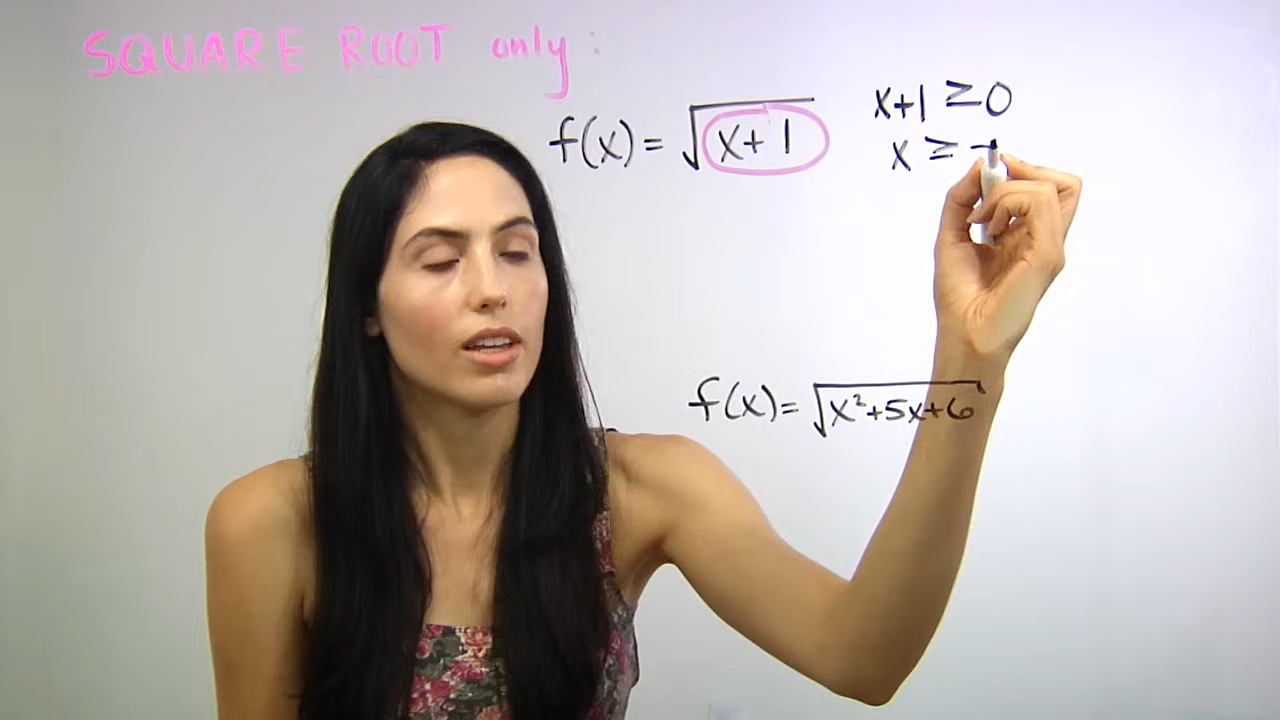 SQUARE ROOT only:
f(x) = √x+1
x+1 ≥ 0
x ≥ -
f(x) = √x²+5x+6